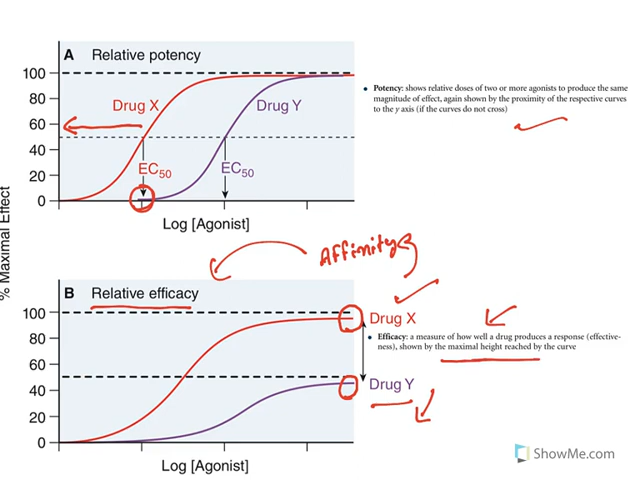 A Relative potency
100
80
60
40
20
0
Drug X
Drug Y
EC50
EC50
Log [Agonist]
• Potency: shows relative doses of two or more agonists to produce the same
magnitude of effect, again shown by the proximity of the respective curves
to the y axis (if the curves do not cross)
% Maximal Effect
Affinity
B Relative efficacy
100
80
60
40
20
0
Drug X
• Efficacy: a measure of how well a drug produces a response (effective-
ness), shown by the maximal height reached by the curve
Drug Y
Log [Agonist]
ShowMe.com